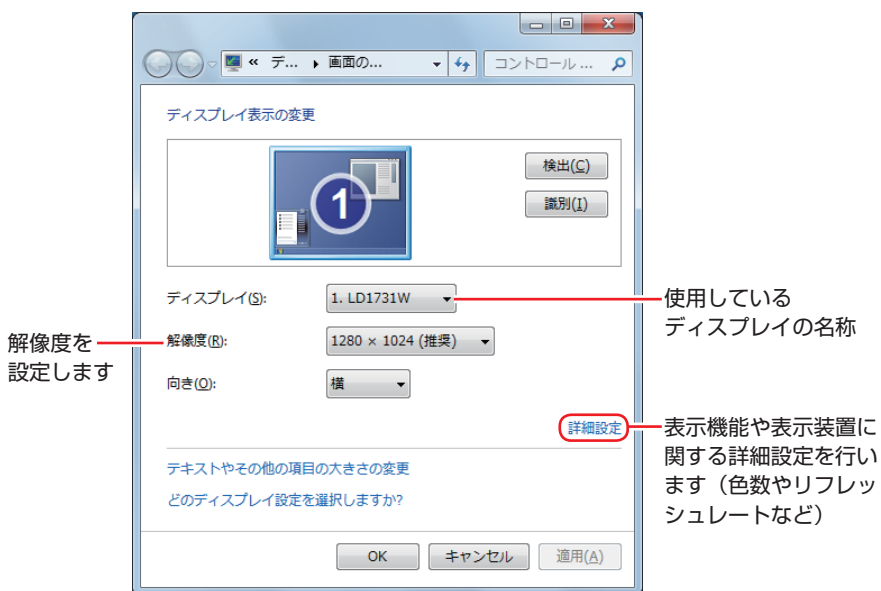 « デ... 画面の... コントロール ...
ディスプレイ表示の変更
1
検出(C)
識別(I)
ディスプレイ(S): 1. LD1731W
使用している
ディスプレイの名称
解像度を
設定します
解像度(R): 1280 × 1024 (推奨)
向き(O): 横
詳細設定
表示機能や表示装置に
関する詳細設定を行い
ます（色数やリフレッ
シュレートなど）
テキストやその他の項目の大きさの変更
どのディスプレイ設定を選択しますか?
OK キャンセル 適用(A)